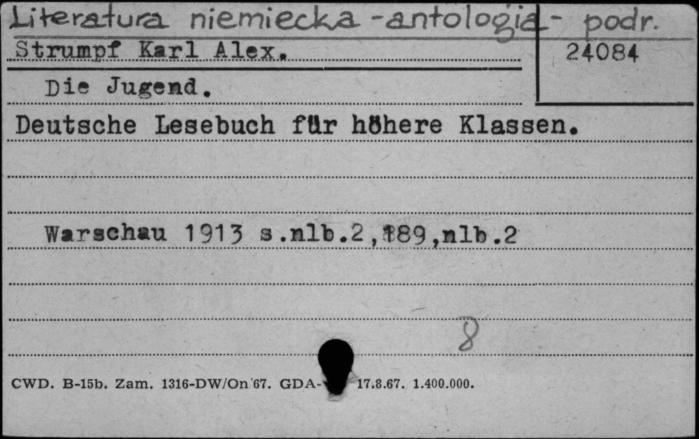 Literatura niemiecka - antologia - podr.
Strumpf Karl Alex.
24084
Die Jugend.
Deutsche Lesebuch für höhere Klassen.
Warschau 1913 s.nlb.2,189,nlb.2
8
CWD. B-15b. Zam. 1316-DW/On 67. GDA- 17.8.67. 1.400.000.